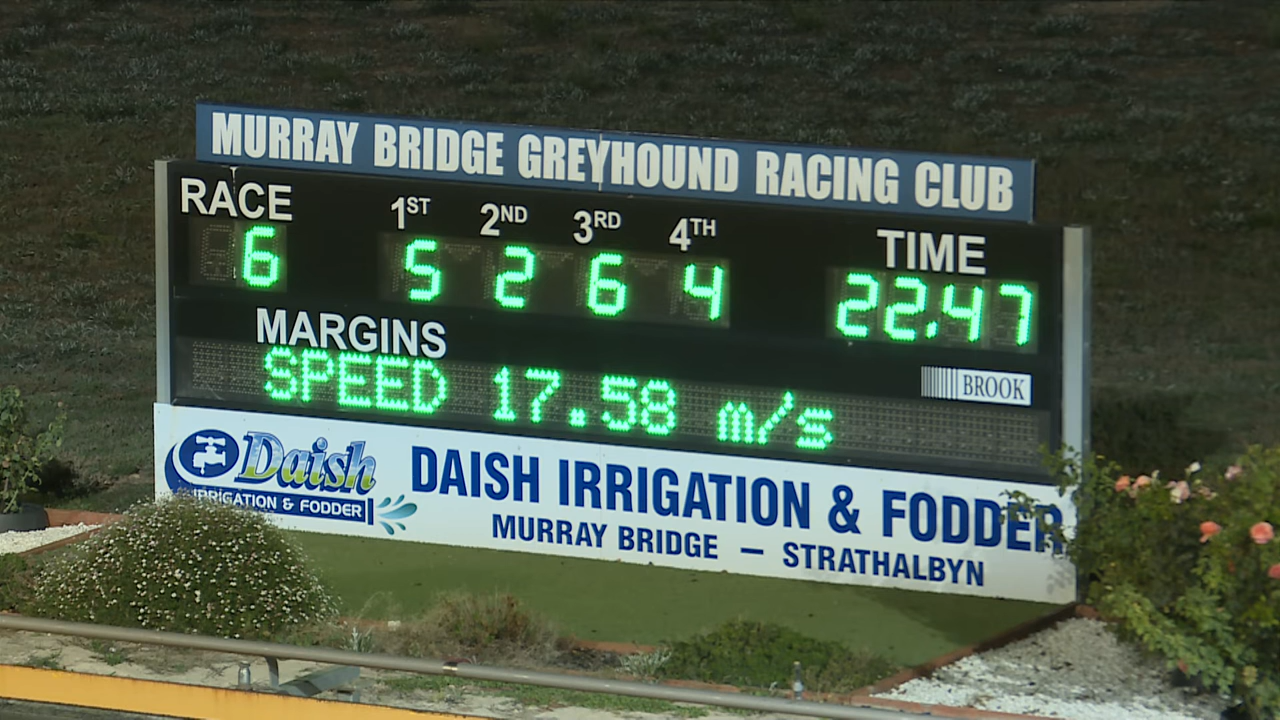 MURRAY BRIDGE GREYHOUND RACING CLUB
RACE 1ST 2ND 3RD 4TH TIME
6 5 2 6 4 22.47
MARGINS
SPEED 17.58 m/s
BROOK
Daish
IRRIGATION & FODDER
DAISH IRRIGATION & FODDER
MURRAY BRIDGE – STRATHALBYN